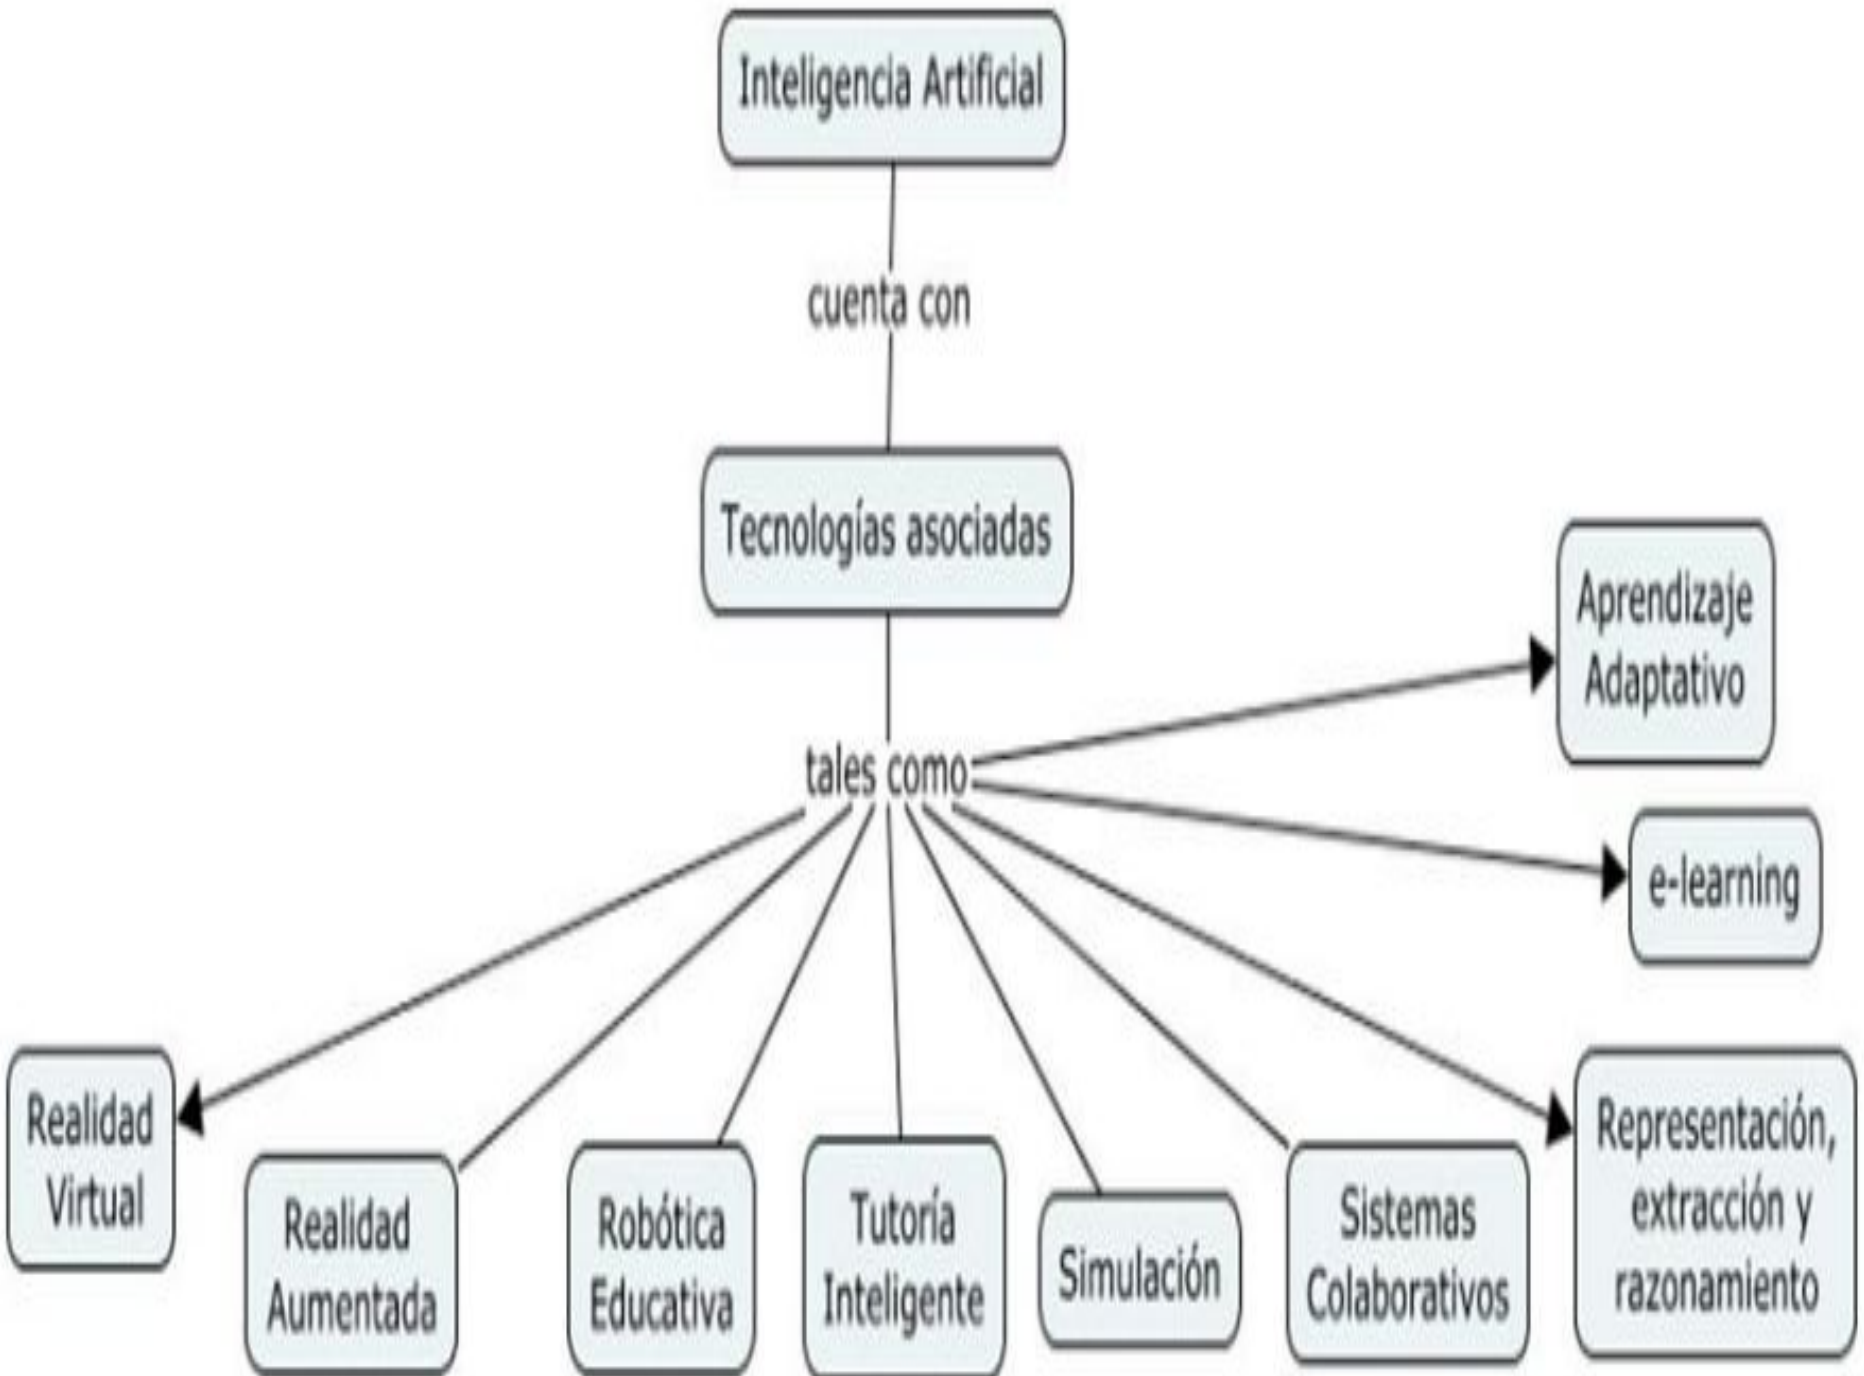 Inteligencia Artificial
cuenta con
Tecnologías asociadas
tales como
Aprendizaje
Adaptativo
e-learning
Realidad
Virtual
Realidad
Aumentada
Robótica
Educativa
Tutoría
Inteligente
Simulación
Sistemas
Colaborativos
Representación,
extracción y
razonamiento